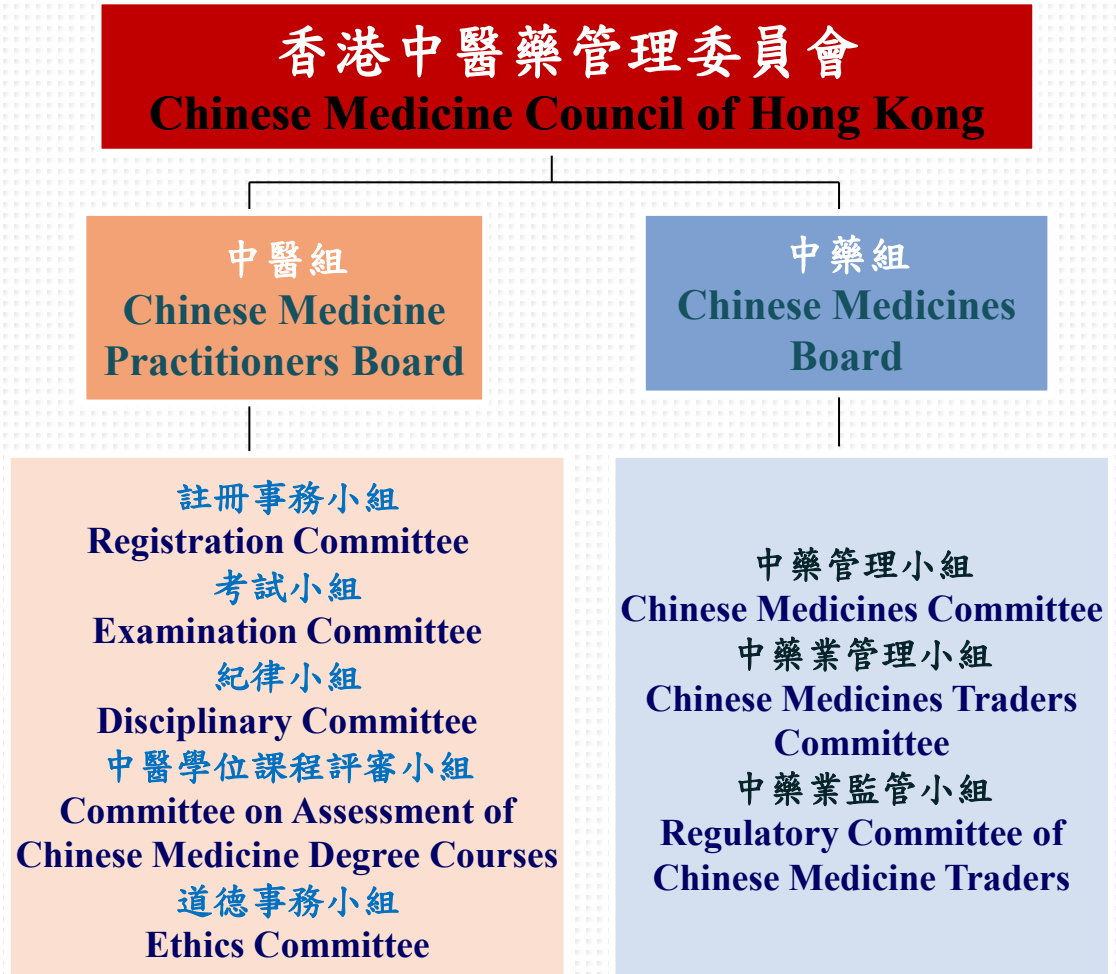 香港中醫藥管理委員會
Chinese Medicine Council of Hong Kong
中醫組
Chinese Medicine
Practitioners Board
中藥組
Chinese Medicines
Board
註冊事務小組
Registration Committee
考試小組
Examination Committee
紀律小組
Disciplinary Committee
中醫學位課程評審小組
Committee on Assessment of
Chinese Medicine Degree Courses
道德事務小組
Ethics Committee
中藥管理小組
Chinese Medicines Committee
中藥業管理小組
Chinese Medicines Traders
Committee
中藥業監管小組
Regulatory Committee of
Chinese Medicine Traders